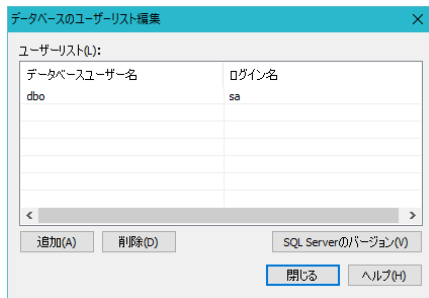 データベースのユーザーリスト編集
ユーザーリスト(L):
データベースユーザー名 ログイン名
dbo sa
追加(A) 削除(D) SQL Serverのバージョン(V)
閉じる ヘルプ(H)